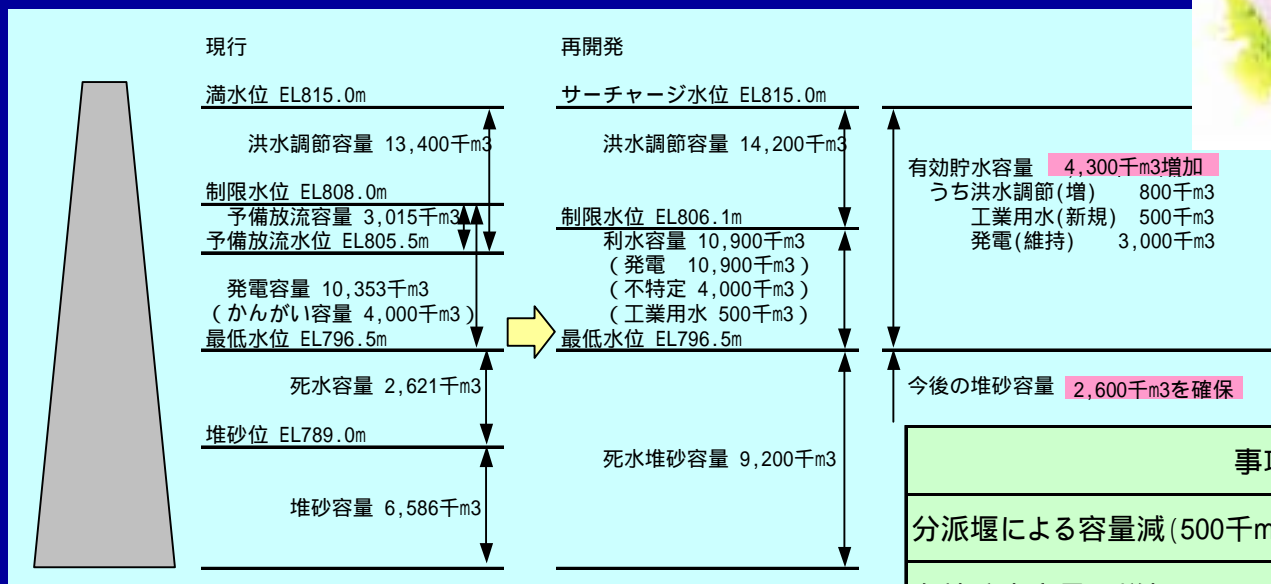 現行
満水位 EL815.0m
洪水調節容量 13,400千m3
制限水位 EL808.0m
予備放流容量 3,015千m3
予備放流水位 EL805.5m
発電容量 10,353千m3
(かんがい容量 4,000千m3)
最低水位 EL796.5m
死水容量 2,621千m3
堆砂位 EL789.0m
堆砂容量 6,586千m3
再開発
サーチャージ水位 EL815.0m
洪水調節容量 14,200千m3
制限水位 EL806.1m
利水容量 10,900千m3
(発電 10,900千m3)
(不特定 4,000千m3)
(工業用水 500千m3)
最低水位 EL796.5m
死水堆砂容量 9,200千m3
有効貯水容量 4,300千m3増加
うち洪水調節(増) 800千m3
工業用水(新規) 500千m3
発電(維持) 3,000千m3
今後の堆砂容量 2,600千m3を確保
事
分派堰による容量減(500千m